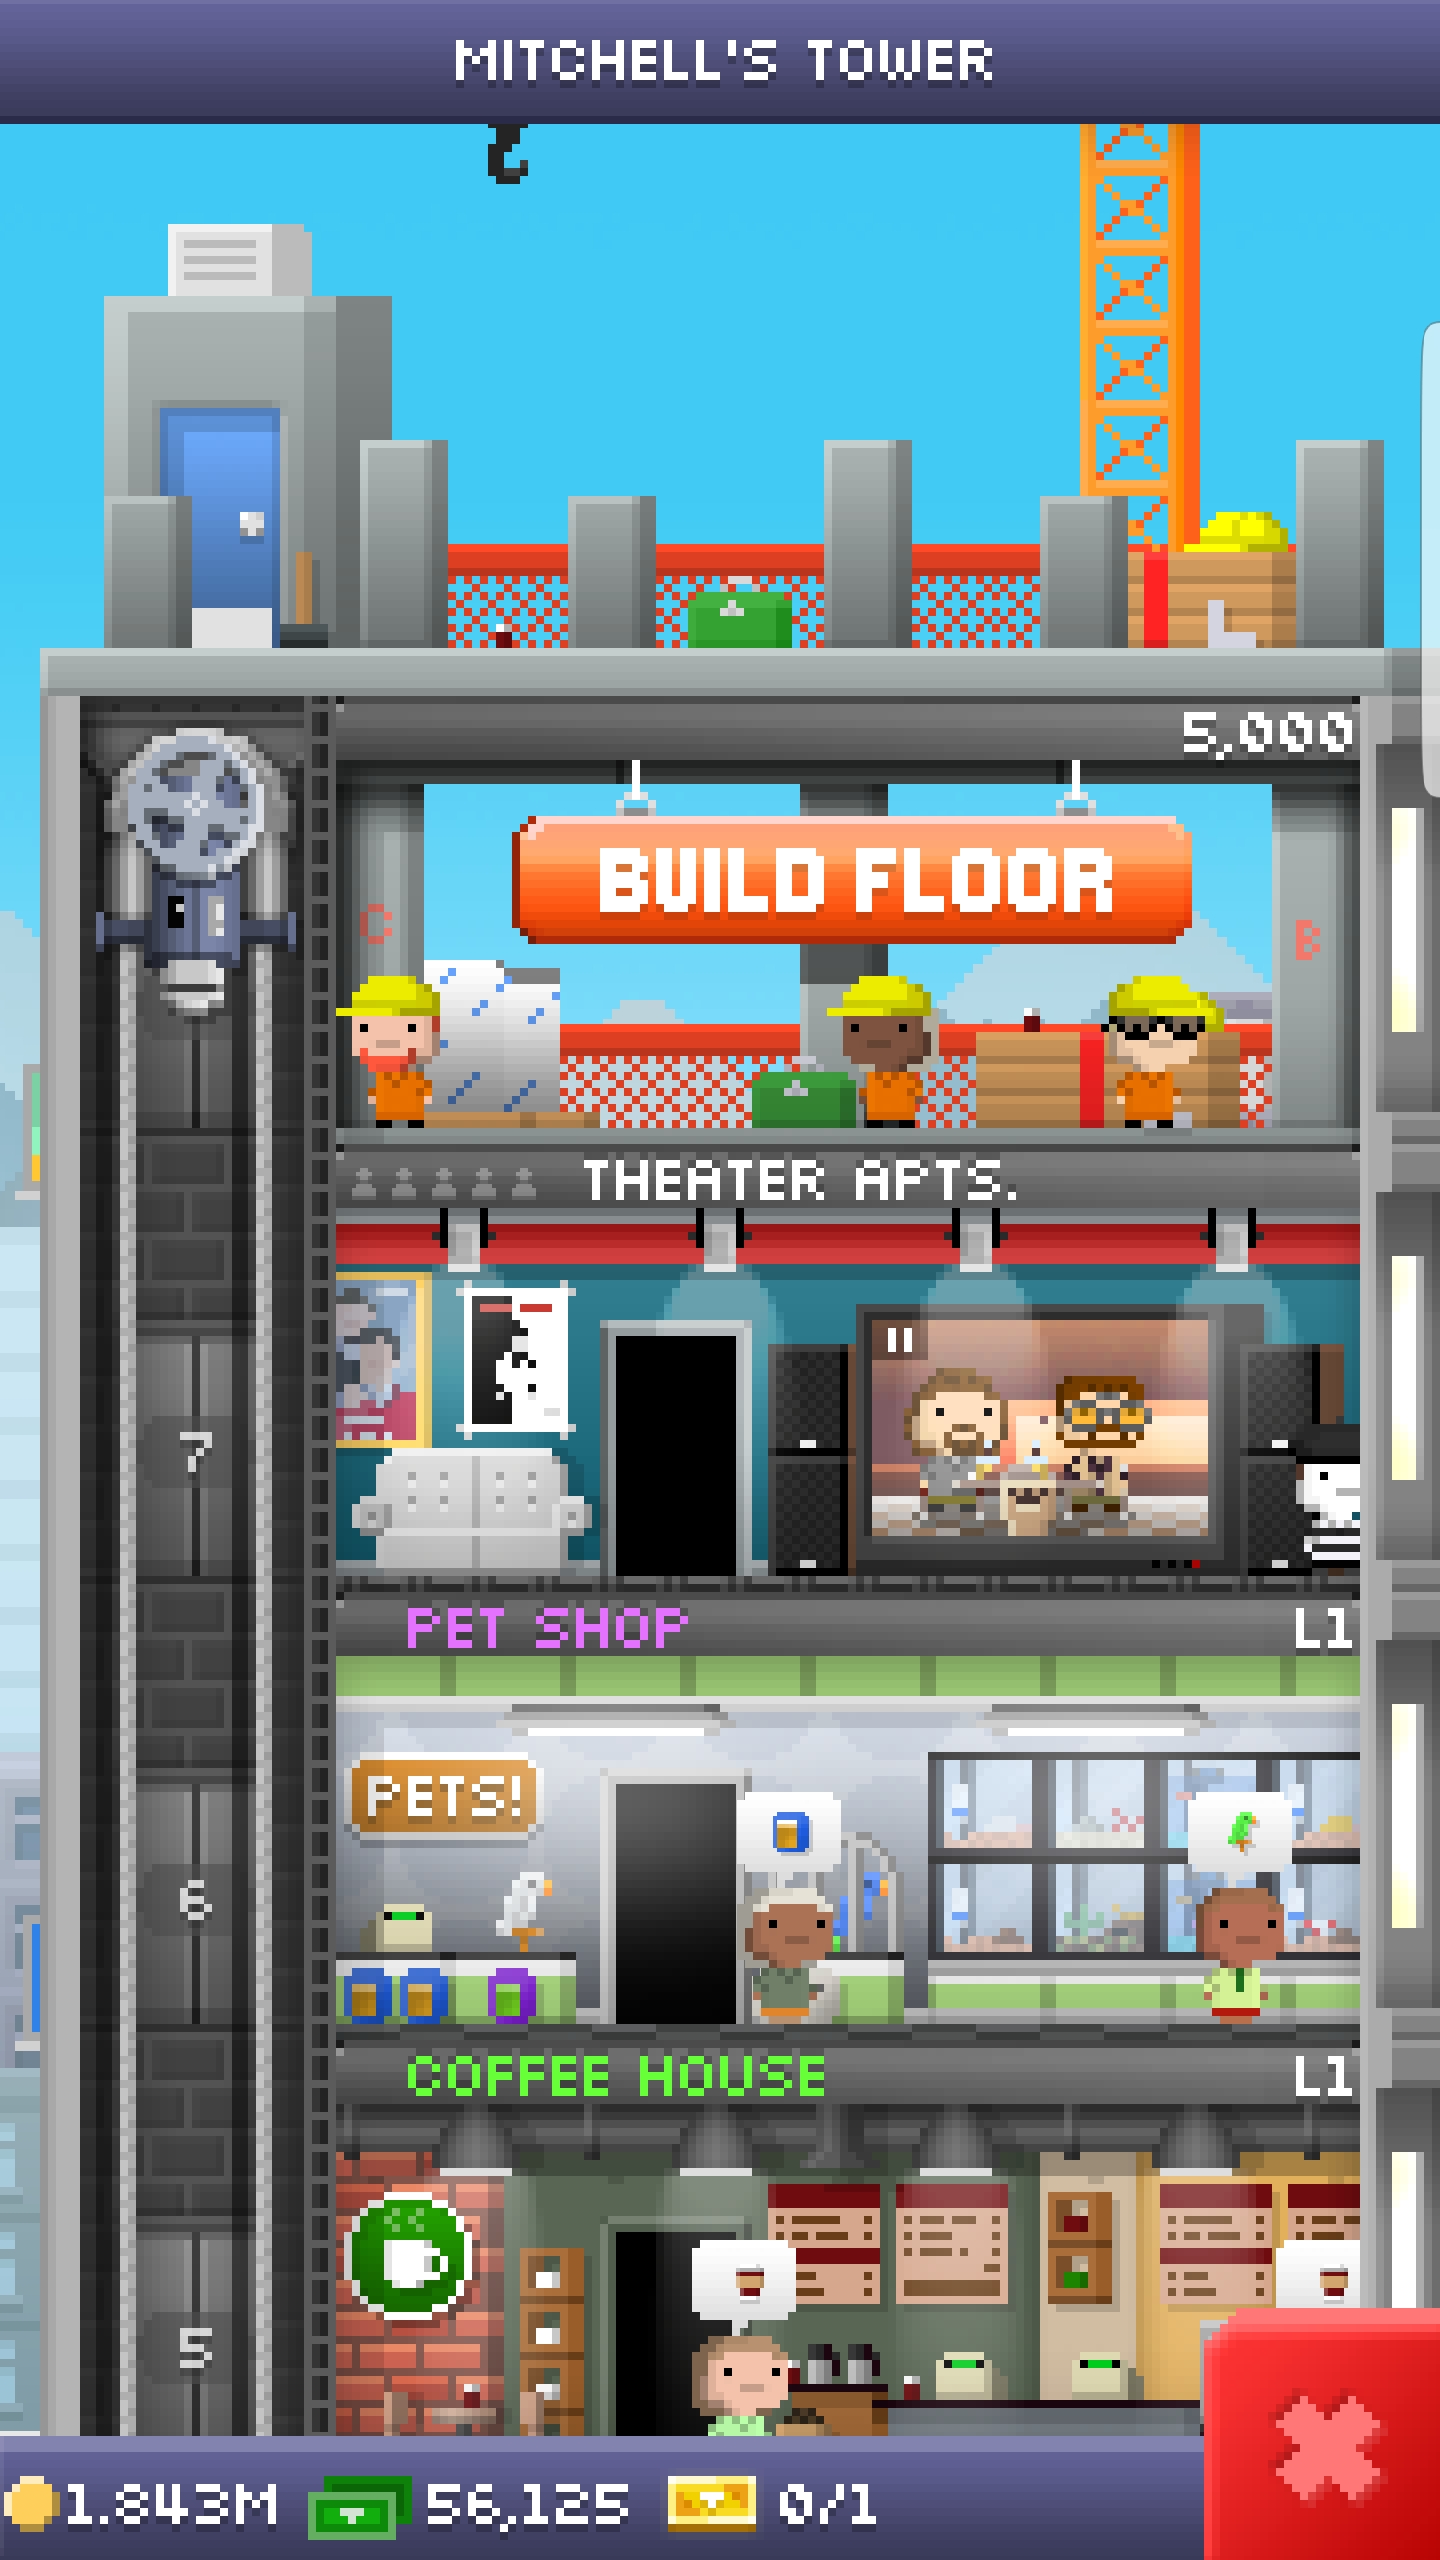 MITCHELL'S TOWER
5,000
BUILD FLOOR
C
B
THEATER APTS.
7
PET SHOP L1
PETS!
6
COFFEE HOUSE L1
5
1.843M 56,125 0/1